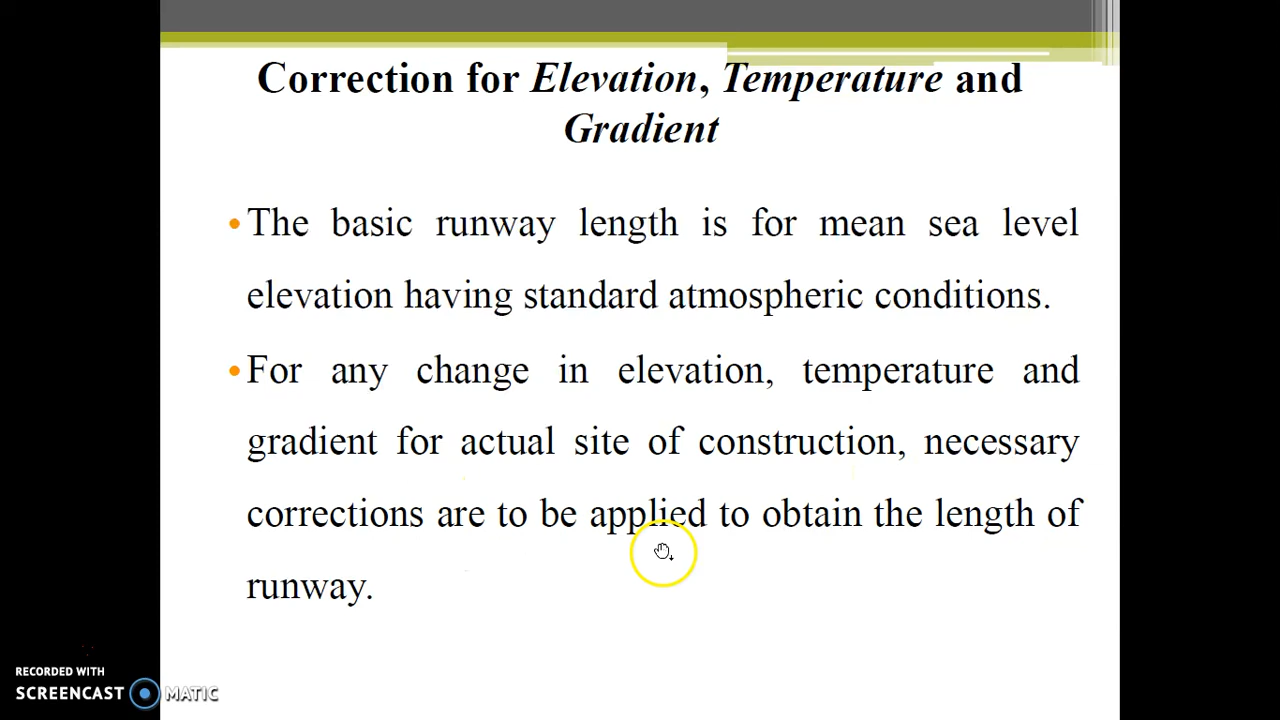 Correction for Elevation, Temperature and
Gradient
•The basic runway length is for mean sea level
elevation having standard atmospheric conditions.
•For any change in elevation, temperature and
gradient for actual site of construction, necessary
corrections are to be applied to obtain the length of
runway.
RECORDED WITH
SCREENCAST MATIC